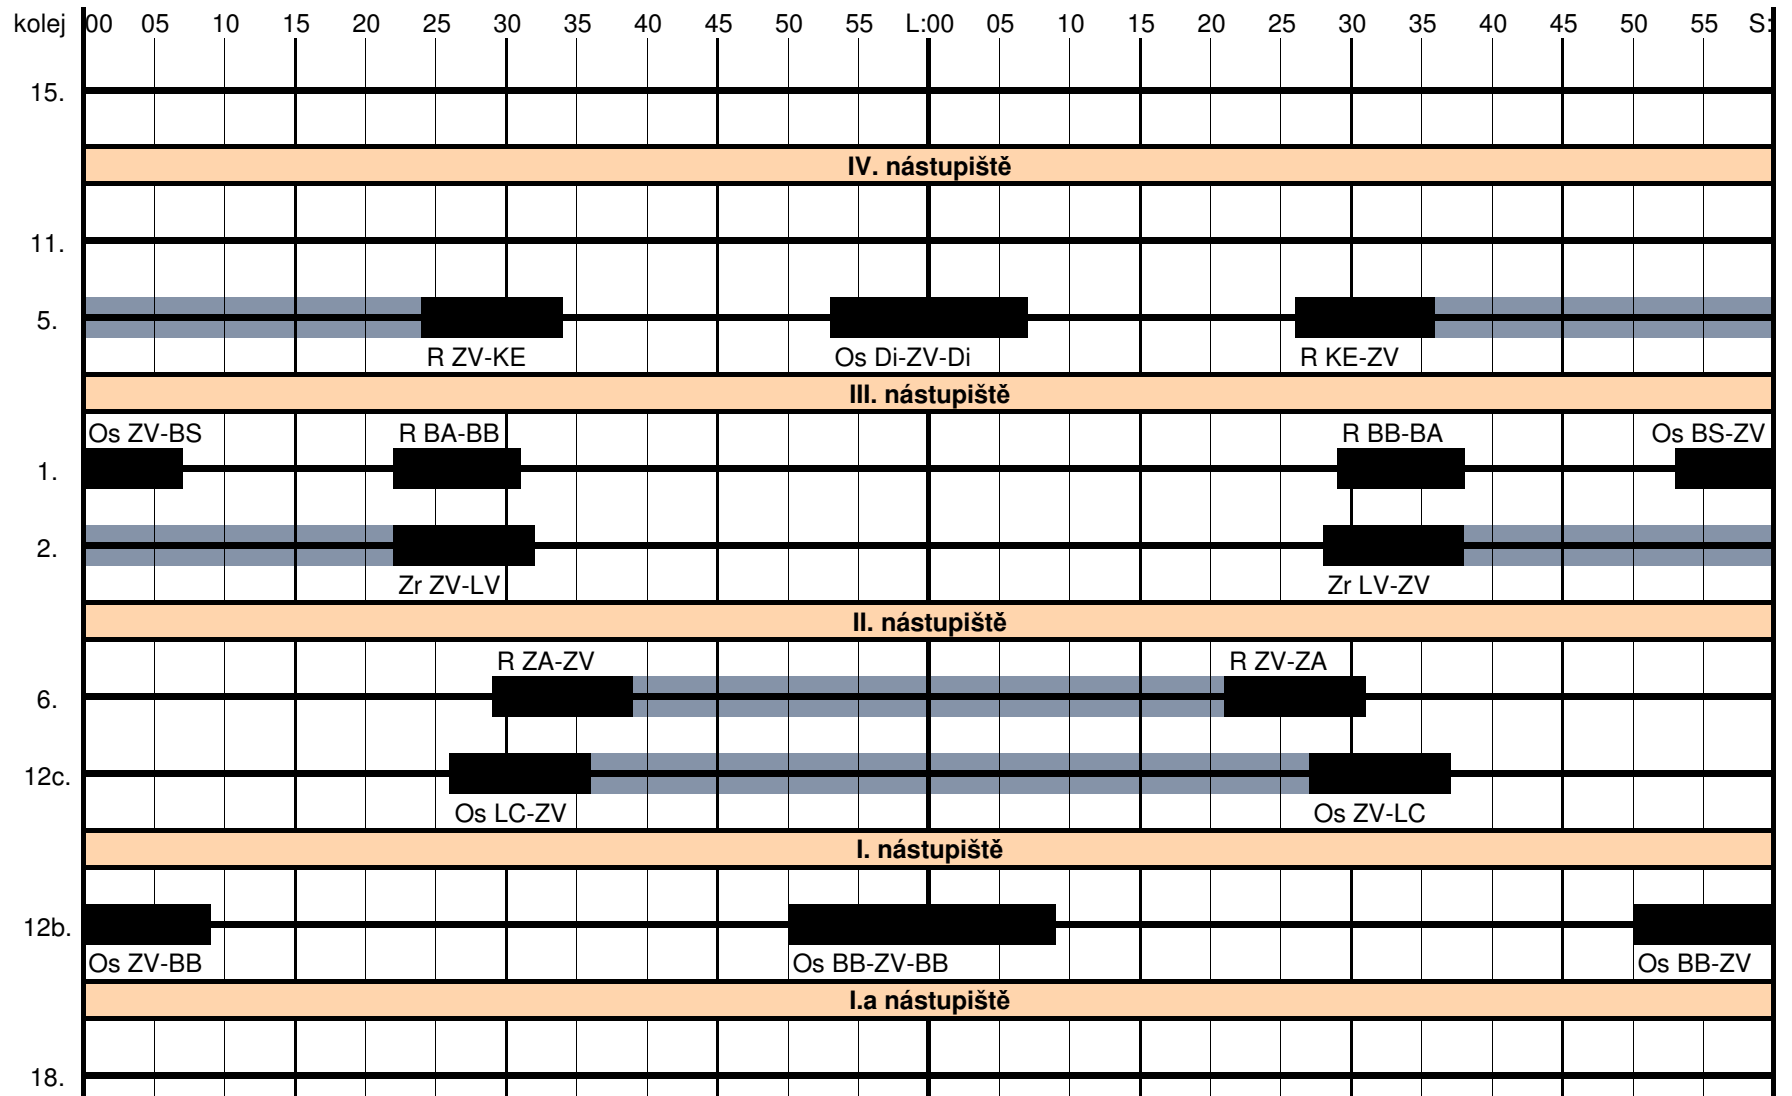 kolej 00 05 10 15 20 25 30 35 40 45 50 55 L:00 05 10 15 20 25 30 35 40 45 50 55 S:
15.
IV. nástupiště
11.
5.
R ZV-KE Os Di-ZV-Di R KE-ZV
III. nástupiště
Os ZV-BS R BA-BB R BB-BA Os BS-ZV
1.
2.
Zr ZV-LV Zr LV-ZV
II. nástupiště
R ZA-ZV R ZV-ZA
6.
12c.
Os LC-ZV Os ZV-LC
I. nástupiště
12b.
Os ZV-BB Os BB-ZV-BB Os BB-ZV
I.a nástupiště
18.